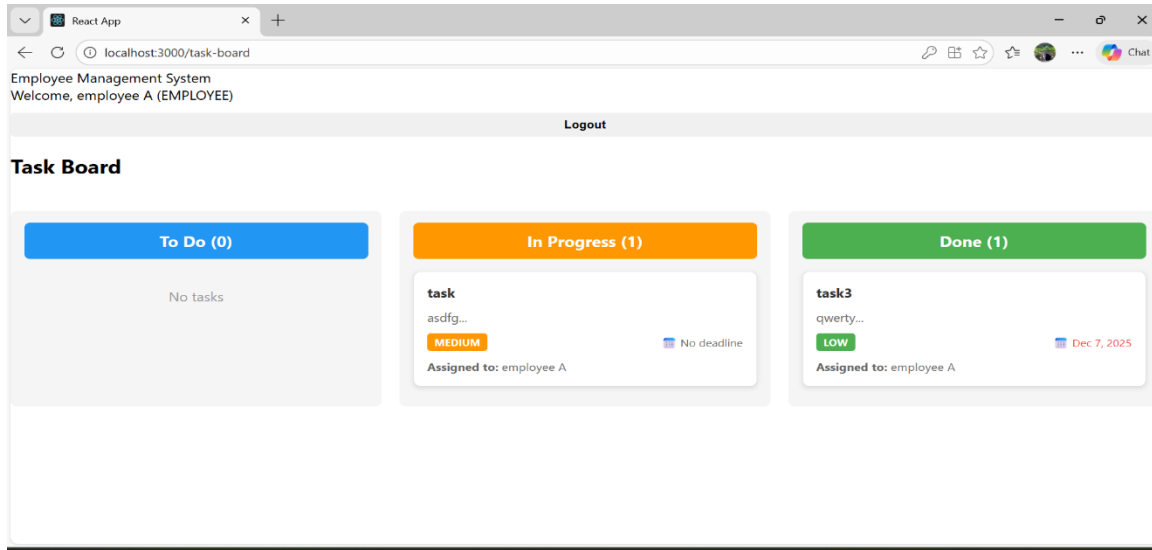 React App
localhost:3000/task-board
Chat
Employee Management System
Welcome, employee A (EMPLOYEE)
Logout
Task Board
To Do (0)
No tasks
In Progress (1)
task
asdfg...
MEDIUM
No deadline
Assigned to: employee A
Done (1)
task3
qwerty...
LOW
Dec 7, 2025
Assigned to: employee A